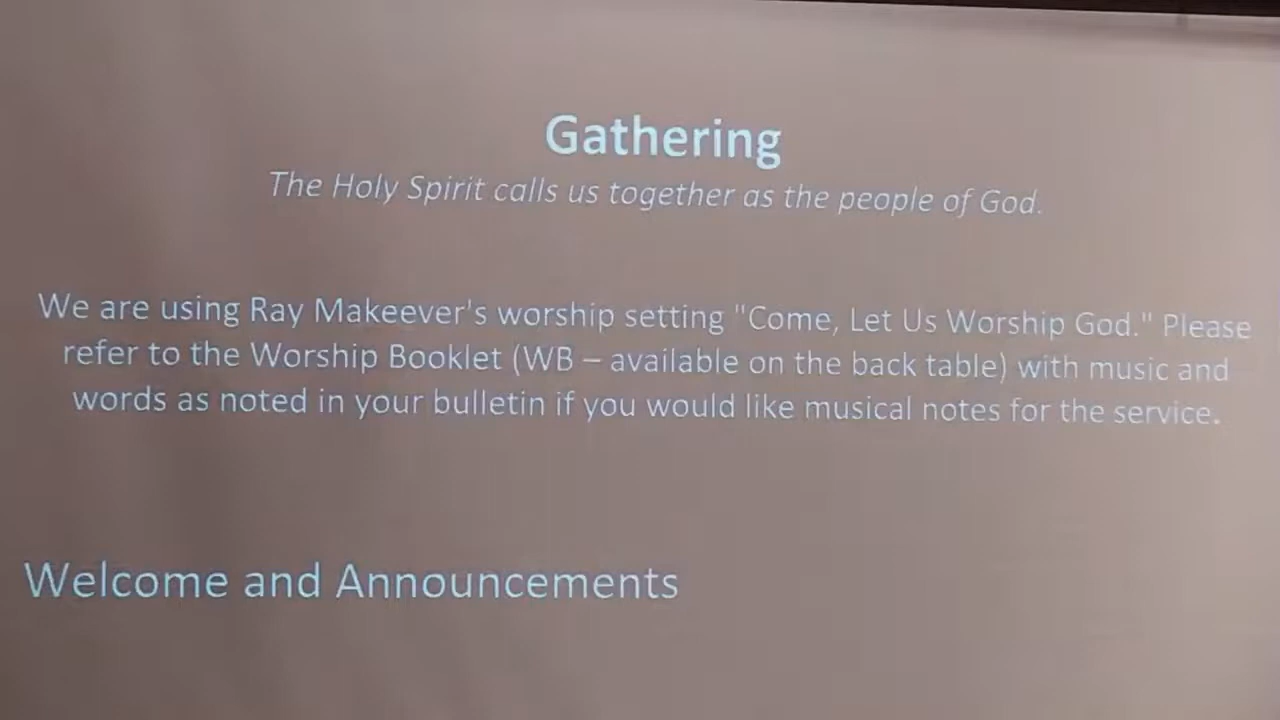 Gathering
The Holy Spirit calls us together as the people of God.
We are using Ray Makeever's worship setting "Come, Let Us Worship God." Please
refer to the Worship Booklet (WB – available on the back table) with music and
words as noted in your bulletin if you would like musical notes for the service.
Welcome and Announcements